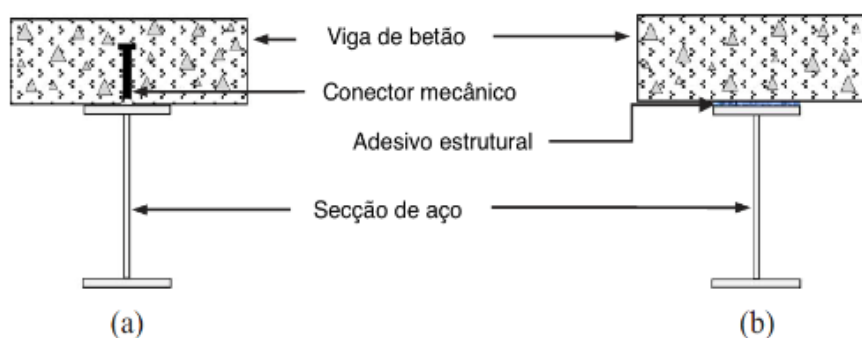 Viga de betão
Conector mecânico
Adesivo estrutural
Secção de aço
(a)
(b)